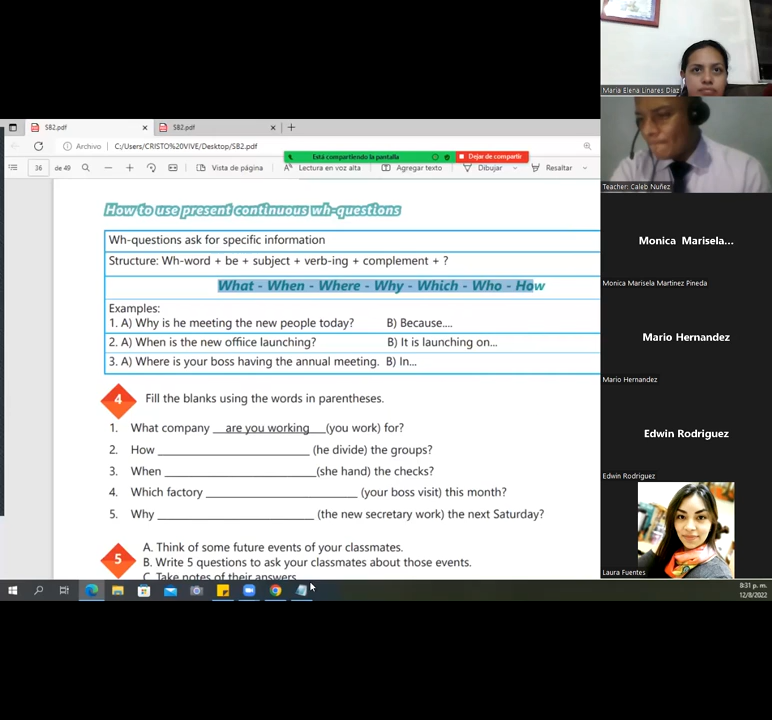 SB2.pdf
SB2.pdf
Archivo
C:/Users/CRISTO%20VIVE/Desktop/SB2.pdf
Está compartiendo la pantalla
Dejar de compartir
36
de 49
Vista de página
Lectura en voz alta
Agregar texto
Dibujar
Resaltar
How to use present continuous wh-questions
Wh-questions ask for specific information
Structure: Wh-word + be + subject + verb-ing + complement + ?
What - When - Where - Why - Which - Who - How
Examples:
1. A) Why is he meeting the new people today? B) Because....
2. A) When is the new office launching? B) It is launching on...
3. A) Where is your boss having the annual meeting. B) In...
4 Fill the blanks using the words in parentheses.
1. What company __are you working__ (you work) for?
2. How ____________________ (he divide) the groups?
3. When ____________________ (she hand) the checks?
4. Which factory ____________________ (your boss visit) this month?
5. Why ____________________ (the new secretary work) the next Saturday?
5 A. Think of some future events of your classmates.
B. Write 5 questions to ask your classmates about those events.
C. Take notes of their answers
Maria Elena Linares Diaz
Teacher: Caleb Nuñez
Monica Marisela...
Monica Marisela Martinez Pineda
Mario Hernandez
Mario Hernandez
Edwin Rodriguez
Edwin Rodriguez
Laura Fuentes
8:31 p. m.
12/8/2022